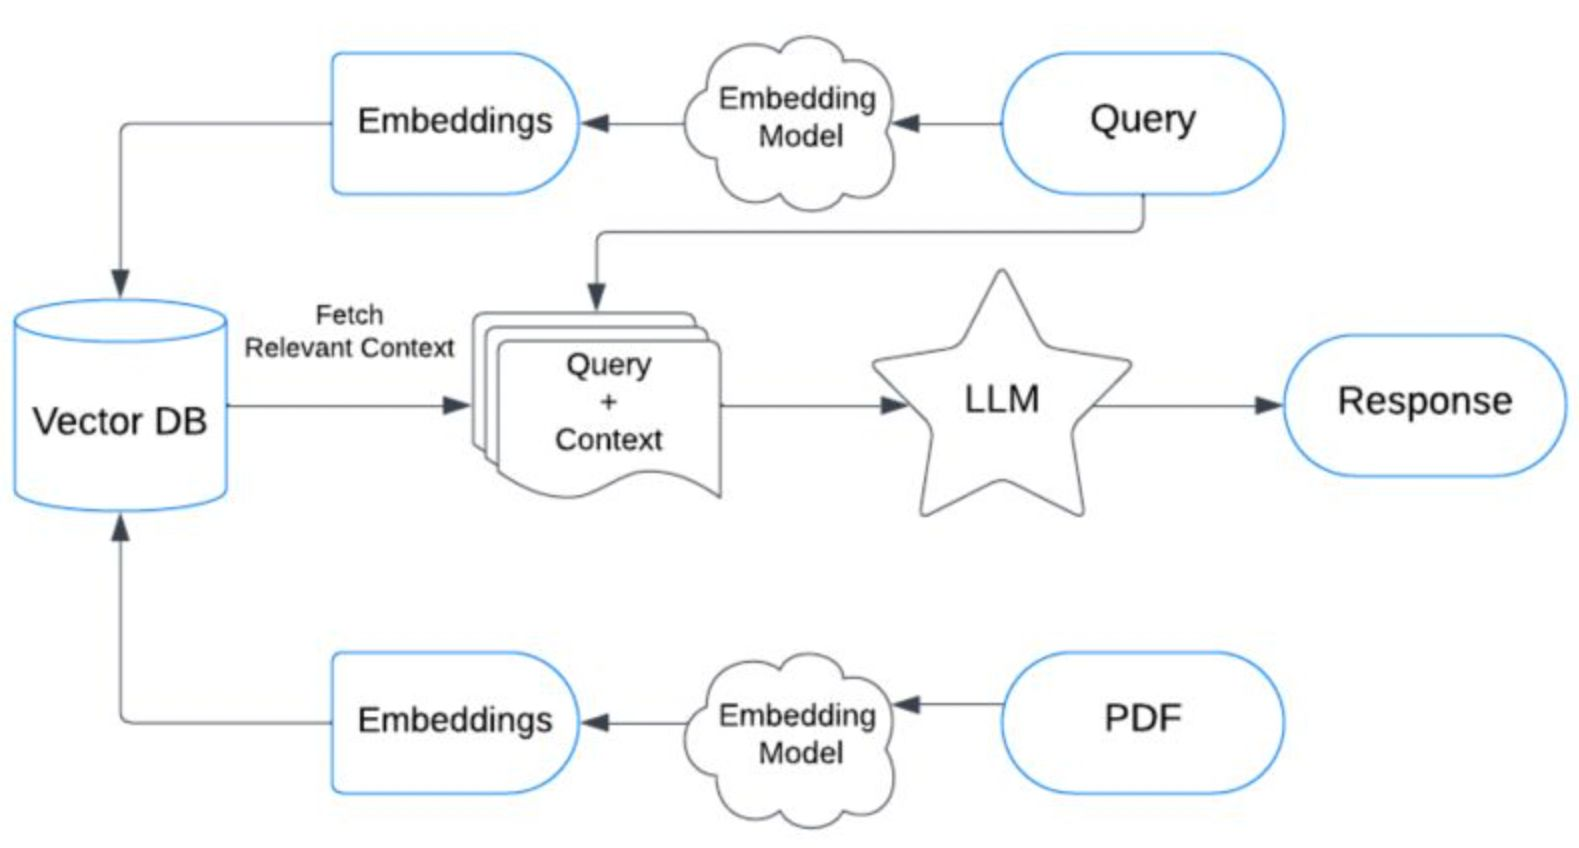 Embeddings
Embedding
Model
Query
Fetch
Relevant Context
Vector DB
Query
+
Context
LLM
Response
Embeddings
Embedding
Model
PDF